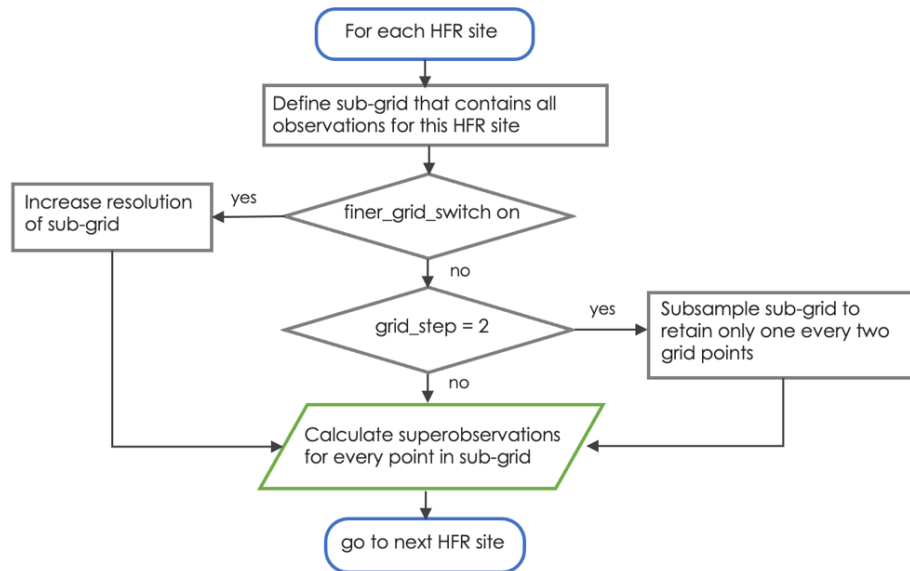 For each HFR site
Define sub-grid that contains all
observations for this HFR site
yes
Increase resolution
of sub-grid
finer_grid_switch on
no
yes
Subsample sub-grid to
retain only one every two
grid points
grid_step = 2
no
Calculate superobservations
for every point in sub-grid
go to next HFR site